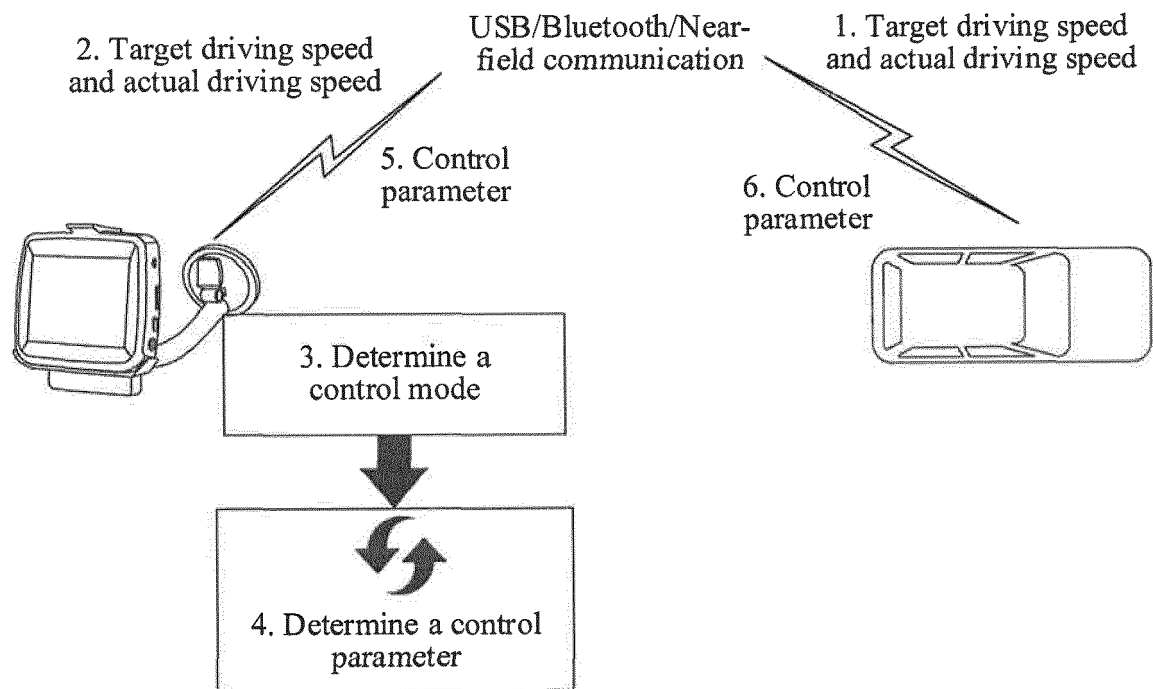 2. Target driving speed
and actual driving speed
USB/Bluetooth/Near-
field communication
1. Target driving speed
and actual driving speed
5. Control
parameter
6. Control
parameter
3. Determine a
control mode
4. Determine a control
parameter